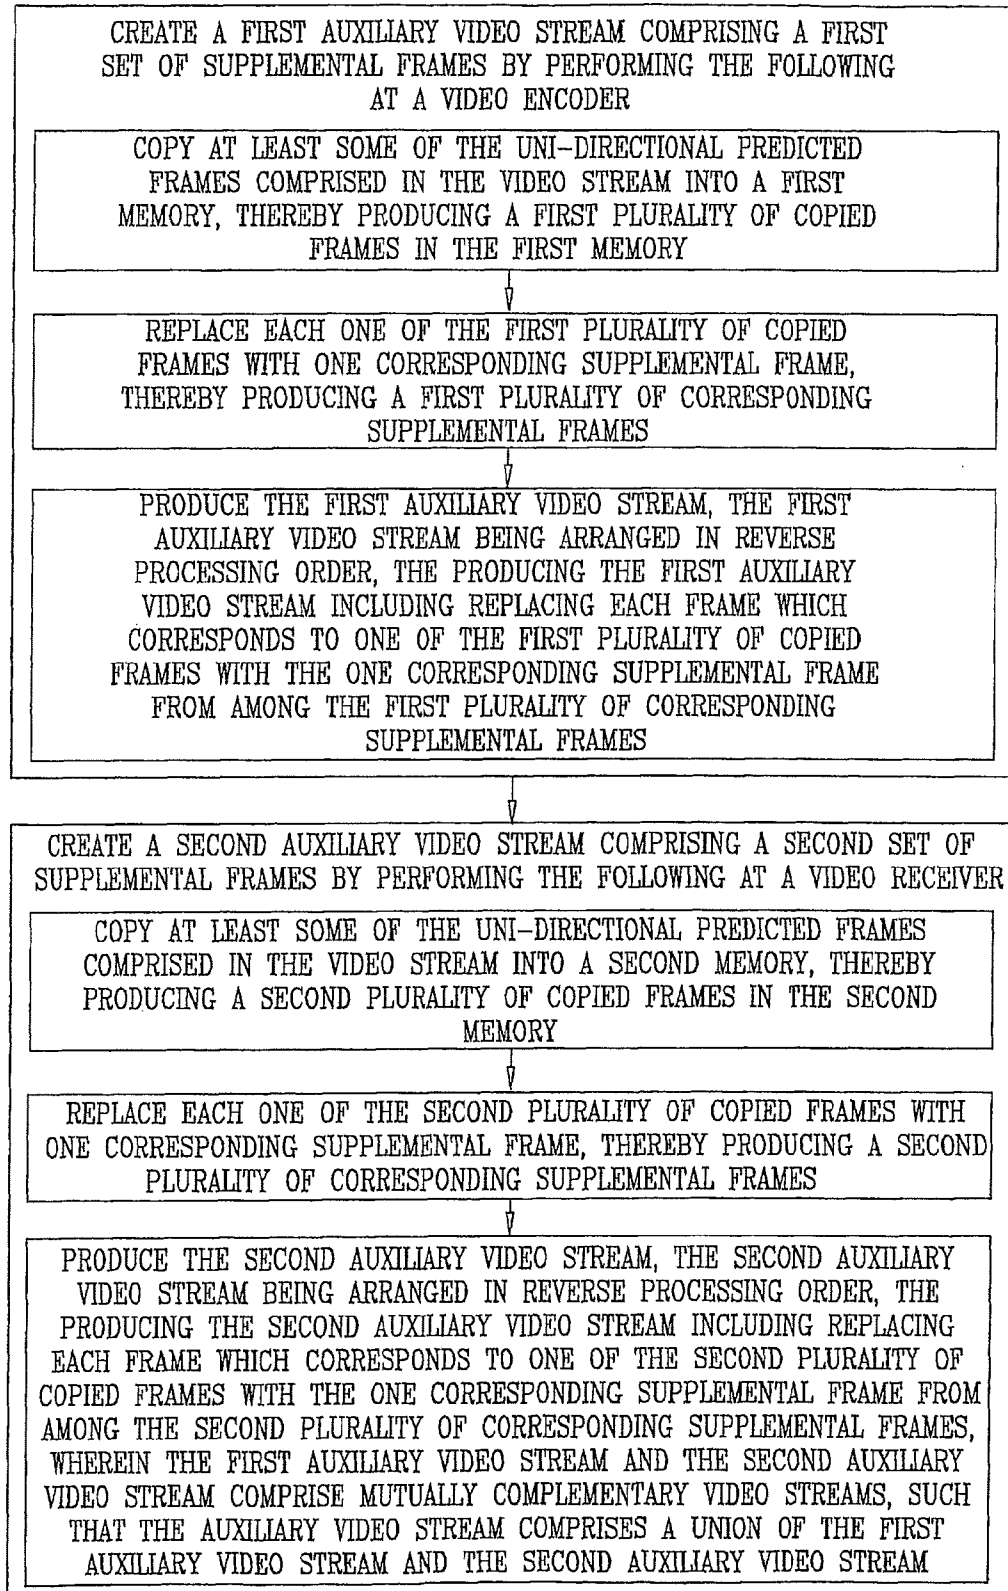 CREATE A FIRST AUXILIARY VIDEO STREAM COMPRISING A FIRST
SET OF SUPPLEMENTAL FRAMES BY PERFORMING THE FOLLOWING
AT A VIDEO ENCODER
COPY AT LEAST SOME OF THE UNI-DIRECTIONAL PREDICTED
FRAMES COMPRISED IN THE VIDEO STREAM INTO A FIRST
MEMORY, THEREBY PRODUCING A FIRST PLURALITY OF COPIED
FRAMES IN THE FIRST MEMORY
REPLACE EACH ONE OF THE FIRST PLURALITY OF COPIED
FRAMES WITH ONE CORRESPONDING SUPPLEMENTAL FRAME,
THEREBY PRODUCING A FIRST PLURALITY OF CORRESPONDING
SUPPLEMENTAL FRAMES
PRODUCE THE FIRST AUXILIARY VIDEO STREAM, THE FIRST
AUXILIARY VIDEO STREAM BEING ARRANGED IN REVERSE
PROCESSING ORDER, THE PRODUCING THE FIRST AUXILIARY
VIDEO STREAM INCLUDING REPLACING EACH FRAME WHICH
CORRESPONDS TO ONE OF THE FIRST PLURALITY OF COPIED
FRAMES WITH THE ONE CORRESPONDING SUPPLEMENTAL FRAME
FROM AMONG THE FIRST PLURALITY OF CORRESPONDING
SUPPLEMENTAL FRAMES
CREATE A SECOND AUXILIARY VIDEO STREAM COMPRISING A SECOND SET OF
SUPPLEMENTAL FRAMES BY PERFORMING THE FOLLOWING AT A VIDEO RECEIVER
COPY AT LEAST SOME OF THE UNI-DIRECTIONAL PREDICTED FRAMES
COMPRISED IN THE VIDEO STREAM INTO A SECOND MEMORY, THEREBY
PRODUCING A SECOND PLURALITY OF COPIED FRAMES IN THE SECOND
MEMORY
REPLACE EACH ONE OF THE SECOND PLURALITY OF COPIED FRAMES WITH
ONE CORRESPONDING SUPPLEMENTAL FRAME, THEREBY PRODUCING A SECOND
PLURALITY OF CORRESPONDING SUPPLEMENTAL FRAMES
PRODUCE THE SECOND AUXILIARY VIDEO STREAM, THE SECOND AUXILIARY
VIDEO STREAM BEING ARRANGED IN REVERSE PROCESSING ORDER, THE
PRODUCING THE SECOND AUXILIARY VIDEO STREAM INCLUDING REPLACING
EACH FRAME WHICH CORRESPONDS TO ONE OF THE SECOND PLURALITY OF
COPIED FRAMES WITH THE ONE CORRESPONDING SUPPLEMENTAL FRAME FROM
AMONG THE SECOND PLURALITY OF CORRESPONDING SUPPLEMENTAL FRAMES,
WHEREIN THE FIRST AUXILIARY VIDEO STREAM AND THE SECOND AUXILIARY
VIDEO STREAM COMPRISE MUTUALLY COMPLEMENTARY VIDEO STREAMS, SUCH
THAT THE AUXILIARY VIDEO STREAM COMPRISES A UNION OF THE FIRST
AUXILIARY VIDEO STREAM AND THE SECOND AUXILIARY VIDEO STREAM